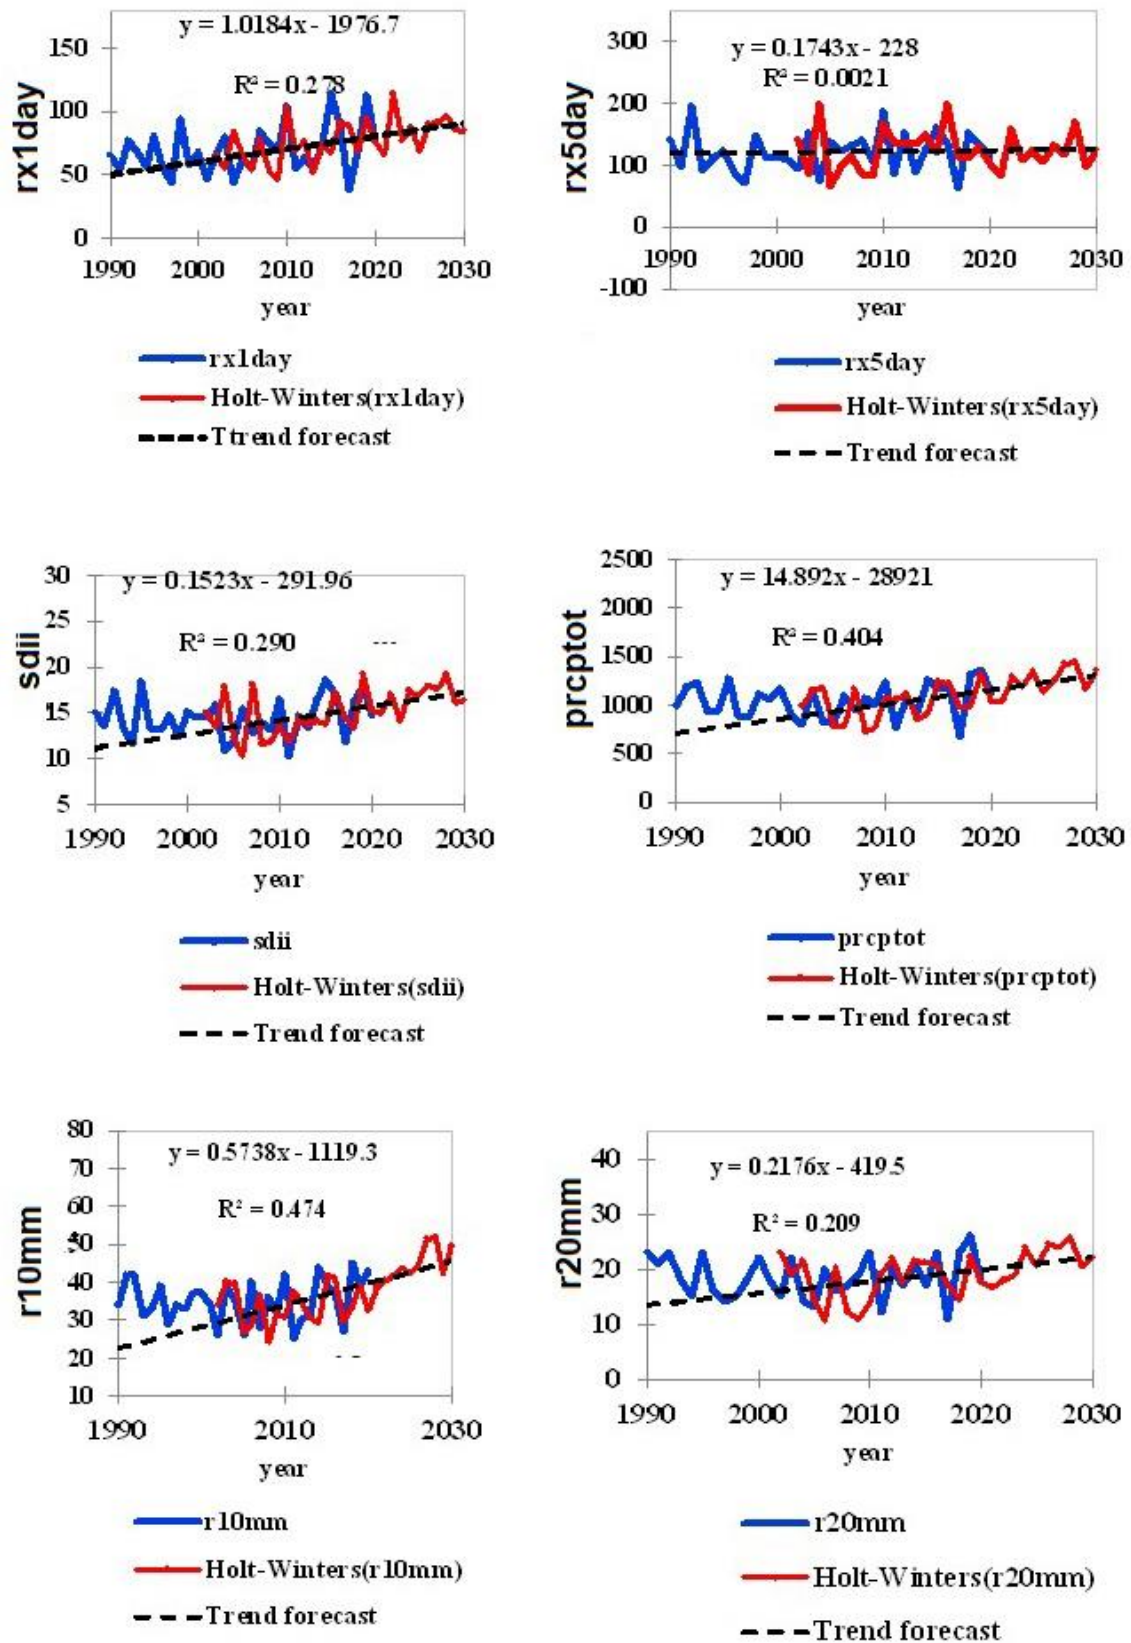 y = 1.0184x - 1976.7
R² = 0.278
150
100
50
0
rx1day
1990 2000 2010 2020 2030
year
rx1day
Holt-Winters(rx1day)
Ttrend forecast
y = 0.1743x - 228
R² = 0.0021
300
200
100
0
-100
rx5day
1990 2000 2010 2020 2030
year
rx5day
Holt-Winters(rx5day)
Trend forecast
y = 0.1523x - 291.96
R² = 0.290
---
30
25
20
15
10
5
sdii
1990 2000 2010 2020 2030
year
sdii
Holt-Winters(sdii)
Trend forecast
y = 14.892x - 28921
R² = 0.404
2500
2000
1500
1000
500
0
prcptot
1990 2000 2010 2020 2030
year
prcptot
Holt-Winters(prcptot)
Trend forecast
y = 0.5738x - 1119.3
R² = 0.474
80
70
60
50
40
30
20
10
r10mm
1990 2010 2030
year
r10mm
Holt-Winters(r10mm)
Trend forecast
y = 0.2176x - 419.5
R² = 0.209
40
30
20
10
0
r20mm
1990 2000 2010 2020 2030
year
r20mm
Holt-Winters(r20mm)
Trend forecast